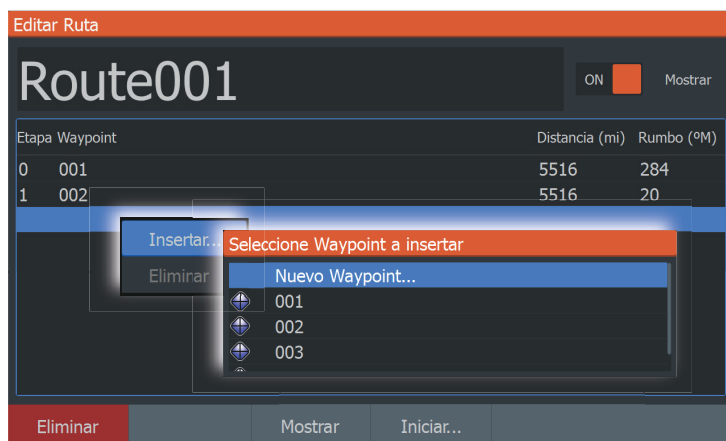 Editar Ruta
Route001 ON Mostrar
Etapa Waypoint Distancia (mi) Rumbo (ºM)
0 001 5516 284
1 002 5516 20
Insertar...
Eliminar
Seleccione Waypoint a insertar
Nuevo Waypoint...
001
002
003
Eliminar Mostrar Iniciar...